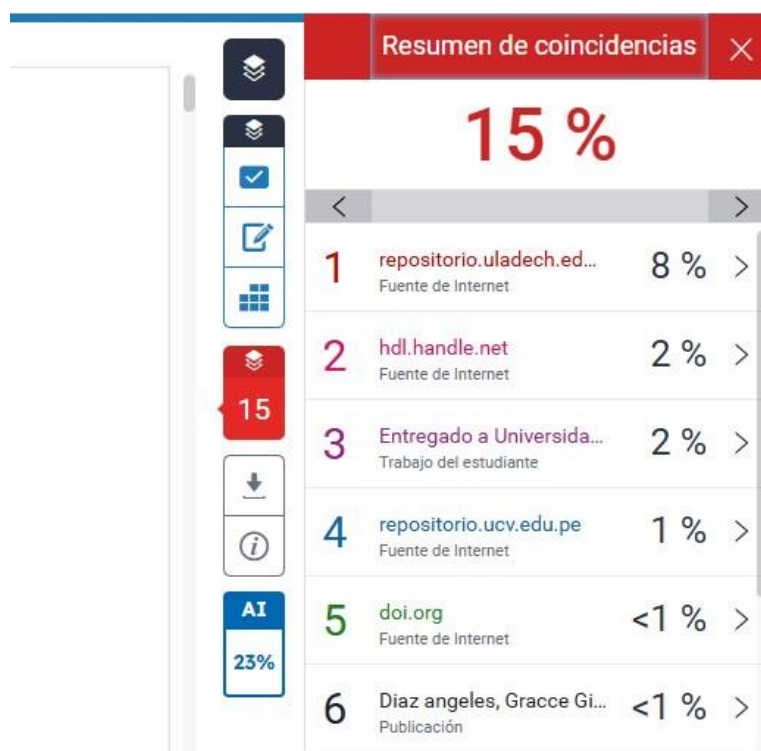 Resumen de coincidencias
15 %
1 repositorio.uladech.ed... 8 %
Fuente de Internet
2 hdl.handle.net 2 %
Fuente de Internet
3 Entregado a Universida... 2 %
Trabajo del estudiante
4 repositorio.ucv.edu.pe 1 %
Fuente de Internet
5 doi.org <1 %
Fuente de Internet
6 Diaz angeles, Gracce Gi... <1 %
Publicación
15
AI
23%